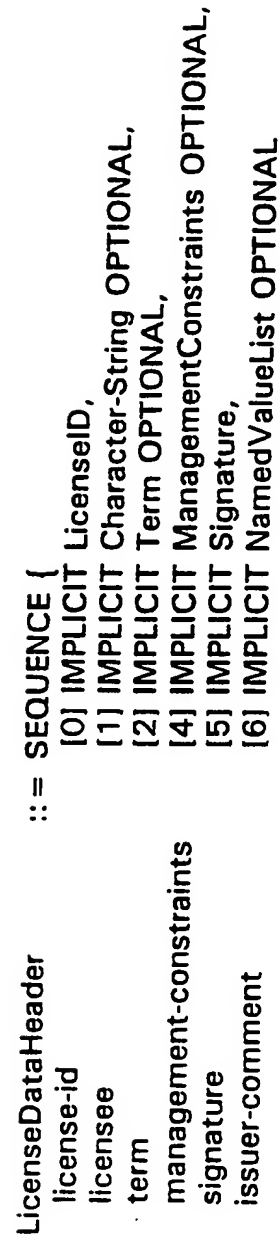 LicenseDataHeader ::= SEQUENCE {
license-id [0] IMPLICIT LicenseID,
licensee [1] IMPLICIT Character-String OPTIONAL,
term [2] IMPLICIT Term OPTIONAL,
management-constraints [4] IMPLICIT ManagementConstraints OPTIONAL,
signature [5] IMPLICIT Signature,
issuer-comment [6] IMPLICIT NamedValueList OPTIONAL